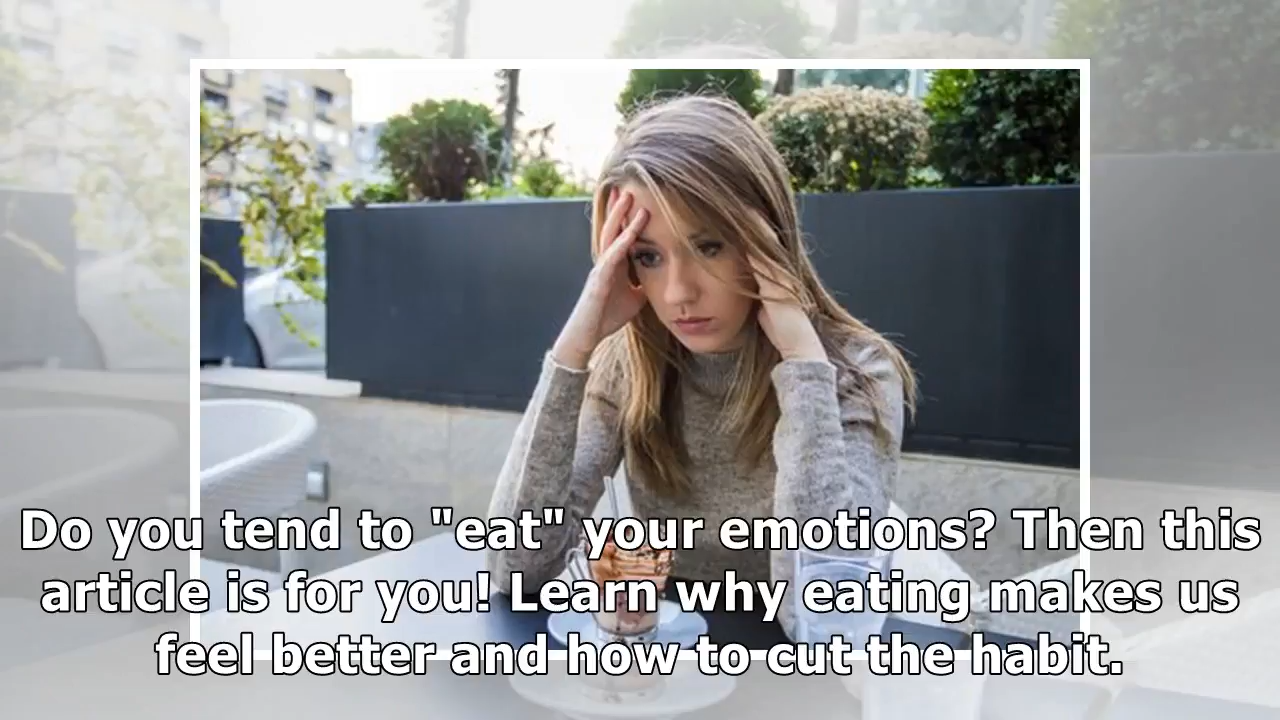 Do you tend to "eat" your emotions? Then this
article is for you! Learn why eating makes us
feel better and how to cut the habit.